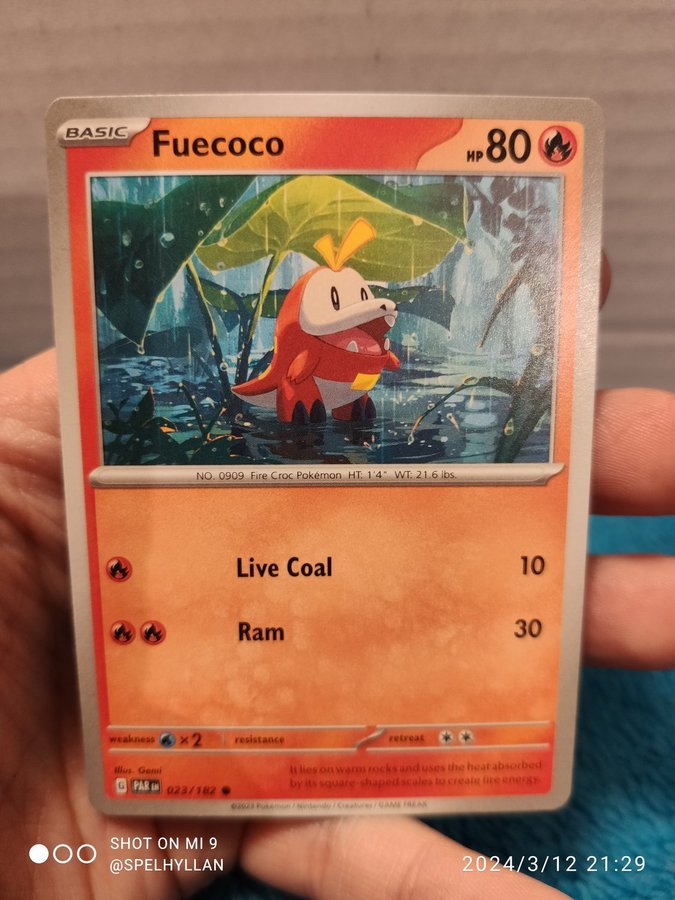 BASIC Fuecoco HP 80
NO. 0909 Fire Croc Pokémon HT: 1'4" WT: 21.6 lbs.
Live Coal 10
Ram 30
weakness ×2 resistance retreat
Illus. Gemi
It lies on warm rocks and uses the heat absorbed
by its square-shaped scales to create fire energy.
G PAR EN 023/182
©2023 Pokémon / Nintendo / Creatures / GAME FREAK
SHOT ON MI 9
@SPELHYLLAN
2024/3/12 21:29